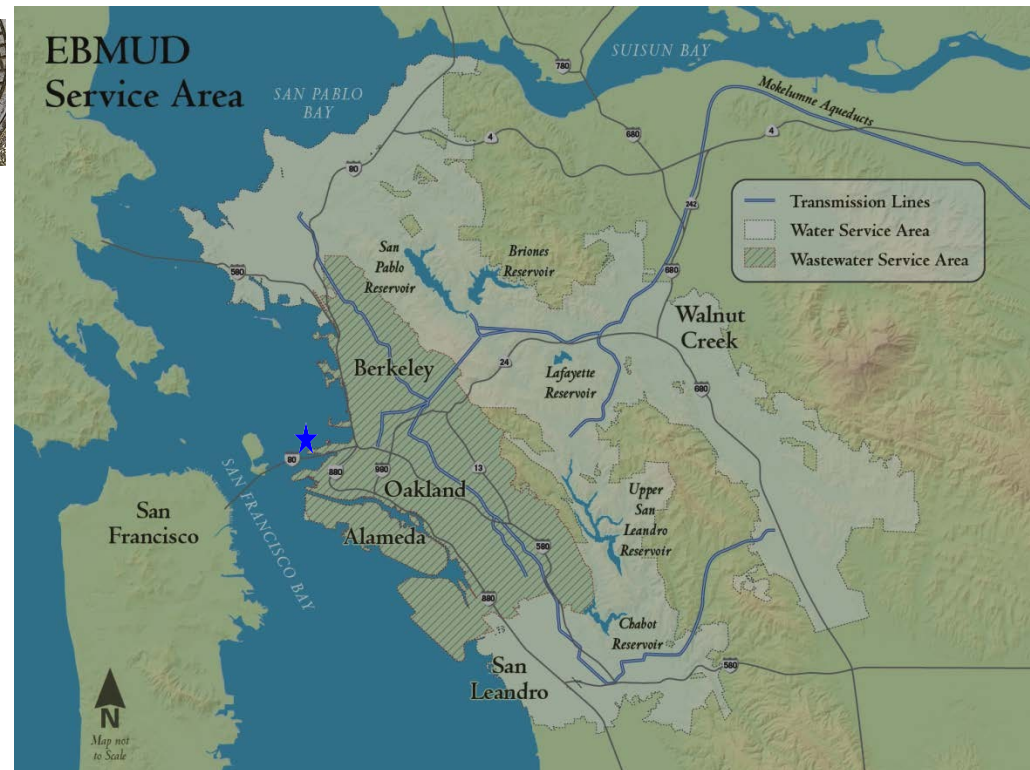 EBMUD
Service Area
SAN PABLO
BAY
SUISUN BAY
780
680
Mokelumne Aqueducts
4
4
80
242
Transmission Lines
Water Service Area
Wastewater Service Area
San
Pablo
Reservoir
Briones
Reservoir
580
680
Walnut
Creek
24
Berkeley
Lafayette
Reservoir
680
80
880
980
13
Oakland
SAN FRANCISCO BAY
San
Francisco
Alameda
Upper
San
Leandro
Reservoir
580
880
Chabot
Reservoir
San
Leandro
580
N
Map not
to Scale